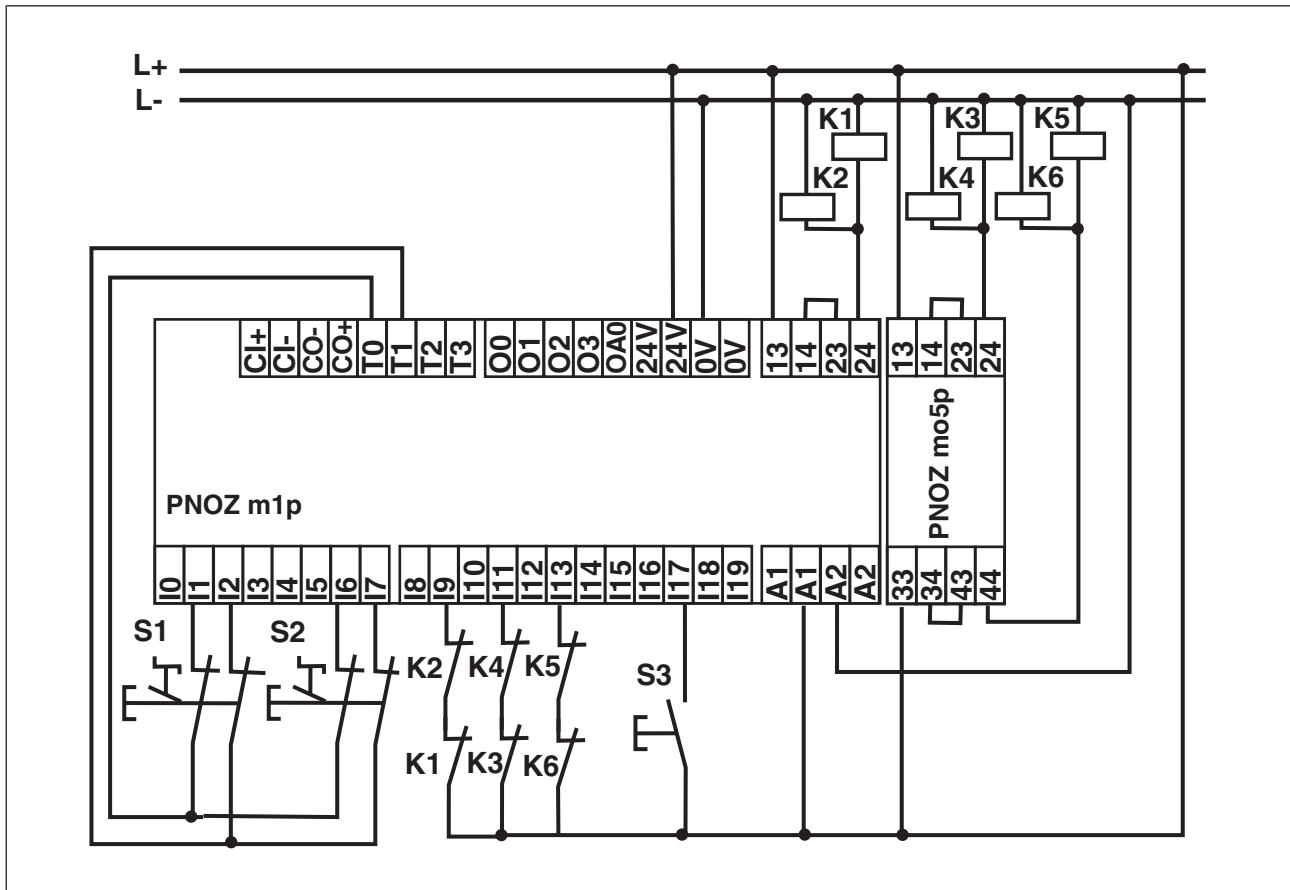 L+
L-
K1
K3
K5
K2
K4
K6
CI+
CI-
CO-
CO+
T0
T1
T2
T3
O0
O1
O2
O3
OA0
24V
24V
0V
0V
13
14
23
24
13
14
23
24
PNOZ m1p
PNOZ mo5p
I0
I1
I2
I3
I4
I5
I6
I7
I8
I9
I10
I11
I12
I13
I14
I15
I16
I17
I18
I19
A1
A1
A2
A2
33
34
43
44
S1
S2
K2
K4
K5
S3
K1
K3
K6